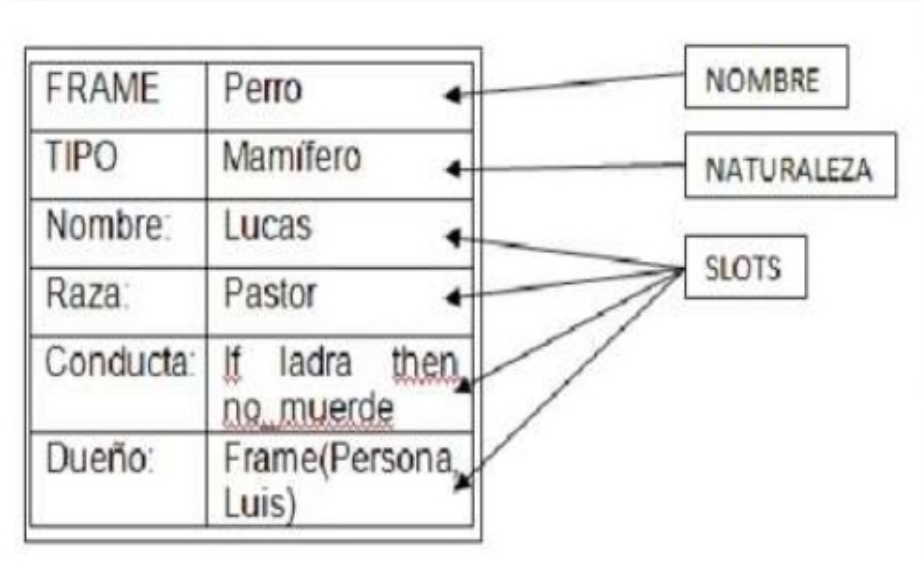 FRAME Perro
NOMBRE
TIPO Mamífero
NATURALEZA
Nombre: Lucas
SLOTS
Raza: Pastor
Conducta: If ladra then
no muerde
Dueño: Frame(Persona,
Luis)